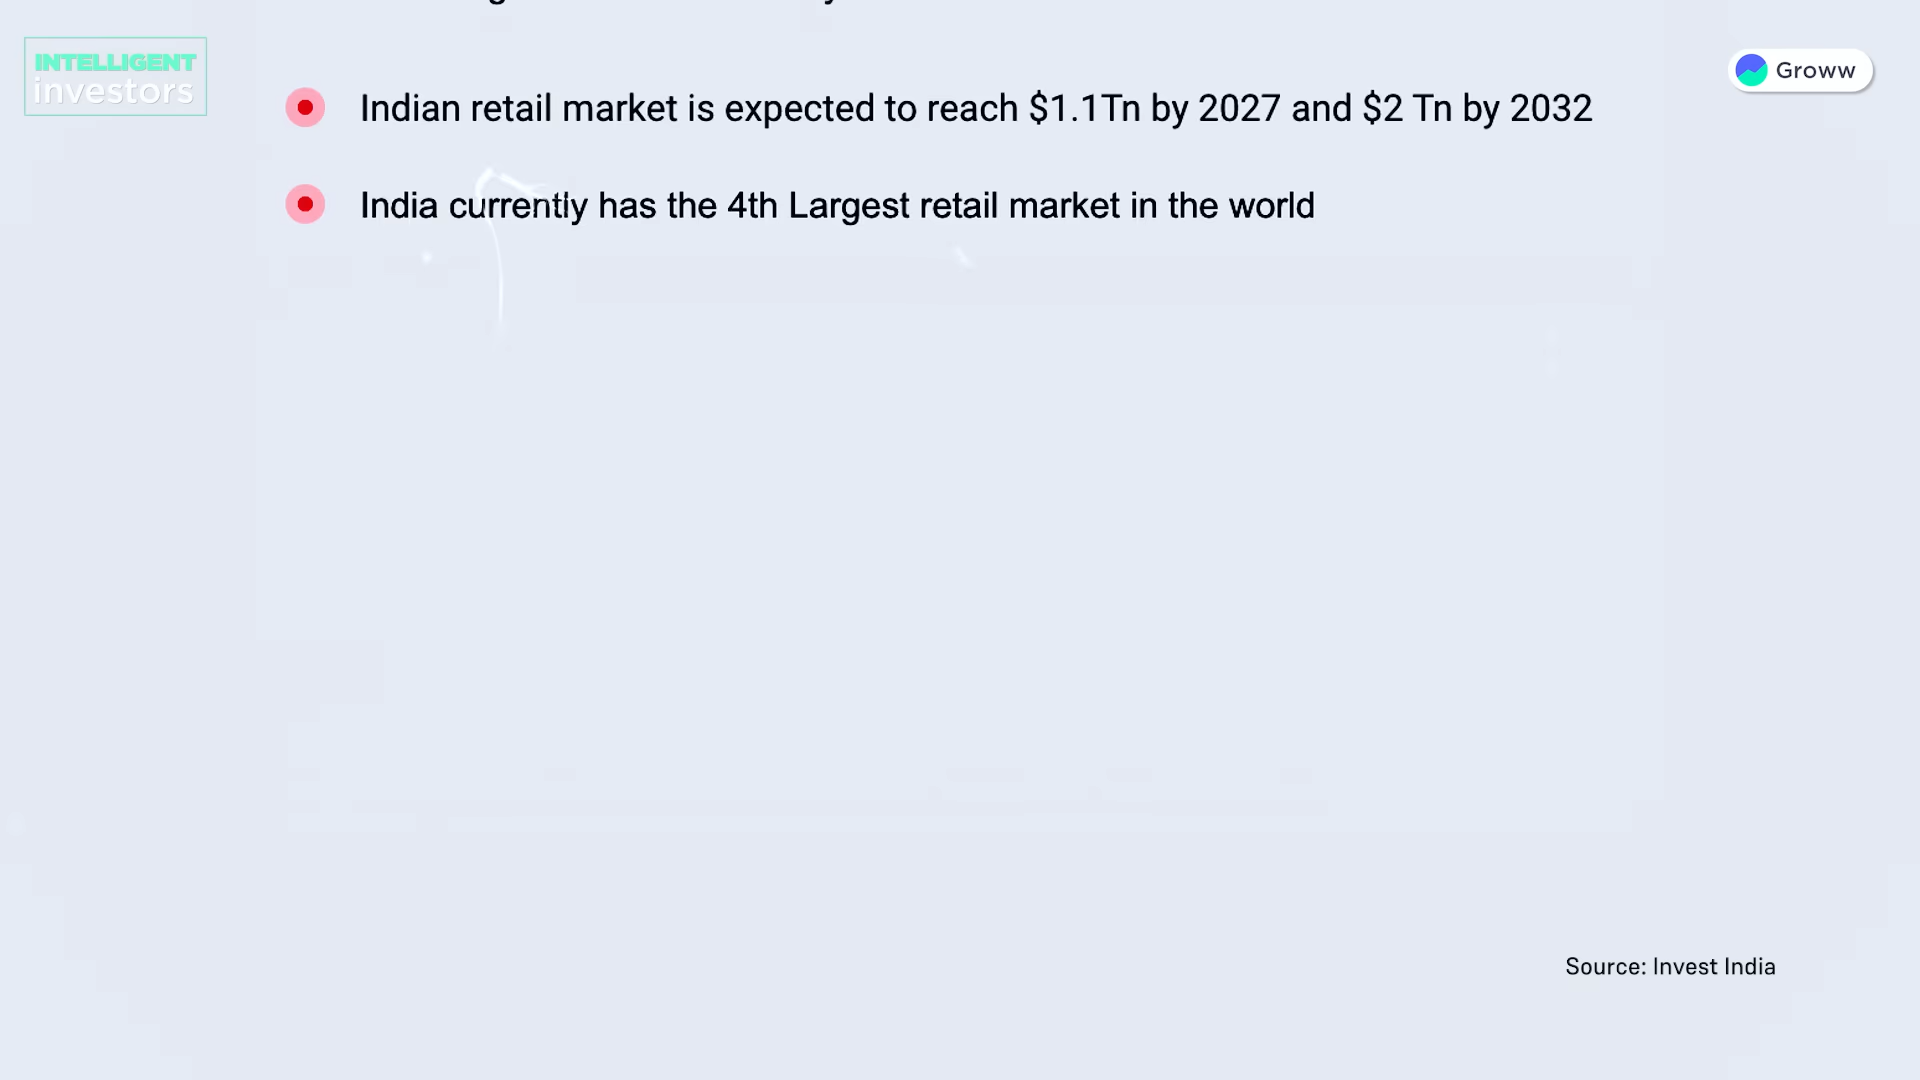 INTELLIGENT
investors
Groww
Indian retail market is expected to reach $1.1Tn by 2027 and $2 Tn by 2032
India currently has the 4th Largest retail market in the world
Source: Invest India